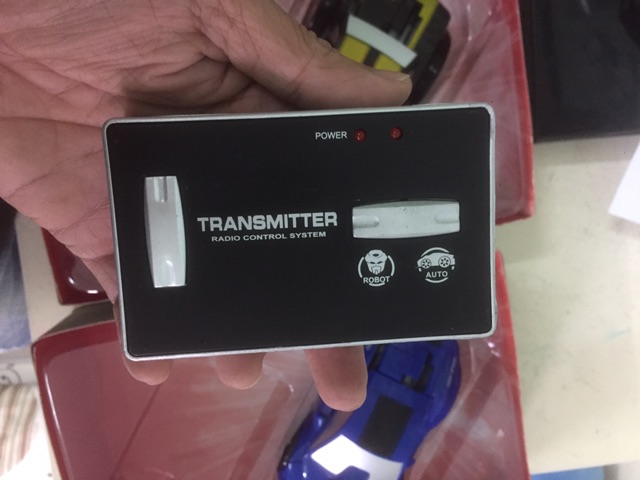 POWER
TRANSMITTER
RADIO CONTROL SYSTEM
ROBOT
AUTO